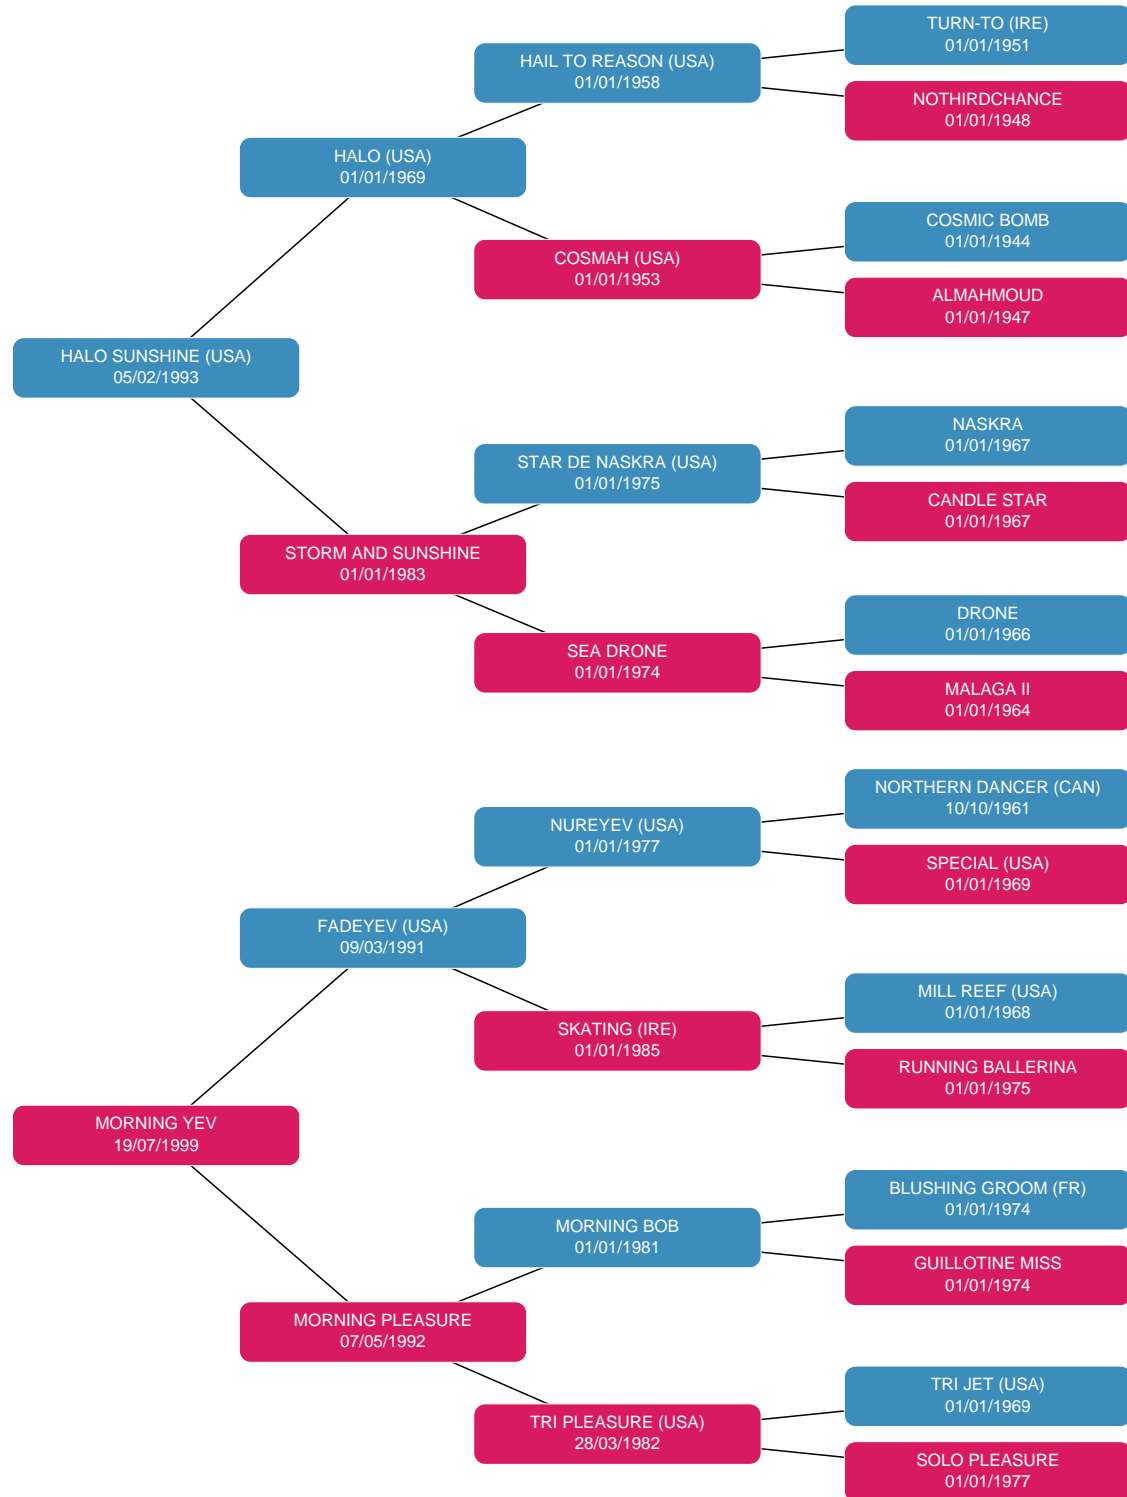 TURN-TO (IRE)
01/01/1951
HAIL TO REASON (USA)
01/01/1958
NOTHIRDCHANCE
01/01/1948
HALO (USA)
01/01/1969
COSMIC BOMB
01/01/1944
COSMAH (USA)
01/01/1953
ALMAHMOUD
01/01/1947
HALO SUNSHINE (USA)
05/02/1993
NASKRA
01/01/1967
STAR DE NASKRA (USA)
01/01/1975
CANDLE STAR
01/01/1967
STORM AND SUNSHINE
01/01/1983
DRONE
01/01/1966
SEA DRONE
01/01/1974
MALAGA II
01/01/1964
NORTHERN DANCER (CAN)
10/10/1961
NUREYEV (USA)
01/01/1977
SPECIAL (USA)
01/01/1969
FADEYEV (USA)
09/03/1991
MILL REEF (USA)
01/01/1968
SKATING (IRE)
01/01/1985
RUNNING BALLERINA
01/01/1975
MORNING YEV
19/07/1999
BLUSHING GROOM (FR)
01/01/1974
MORNING BOB
01/01/1981
GUILLOTINE MISS
01/01/1974
MORNING PLEASURE
07/05/1992
TRI JET (USA)
01/01/1969
TRI PLEASURE (USA)
28/03/1982
SOLO PLEASURE
01/01/1977